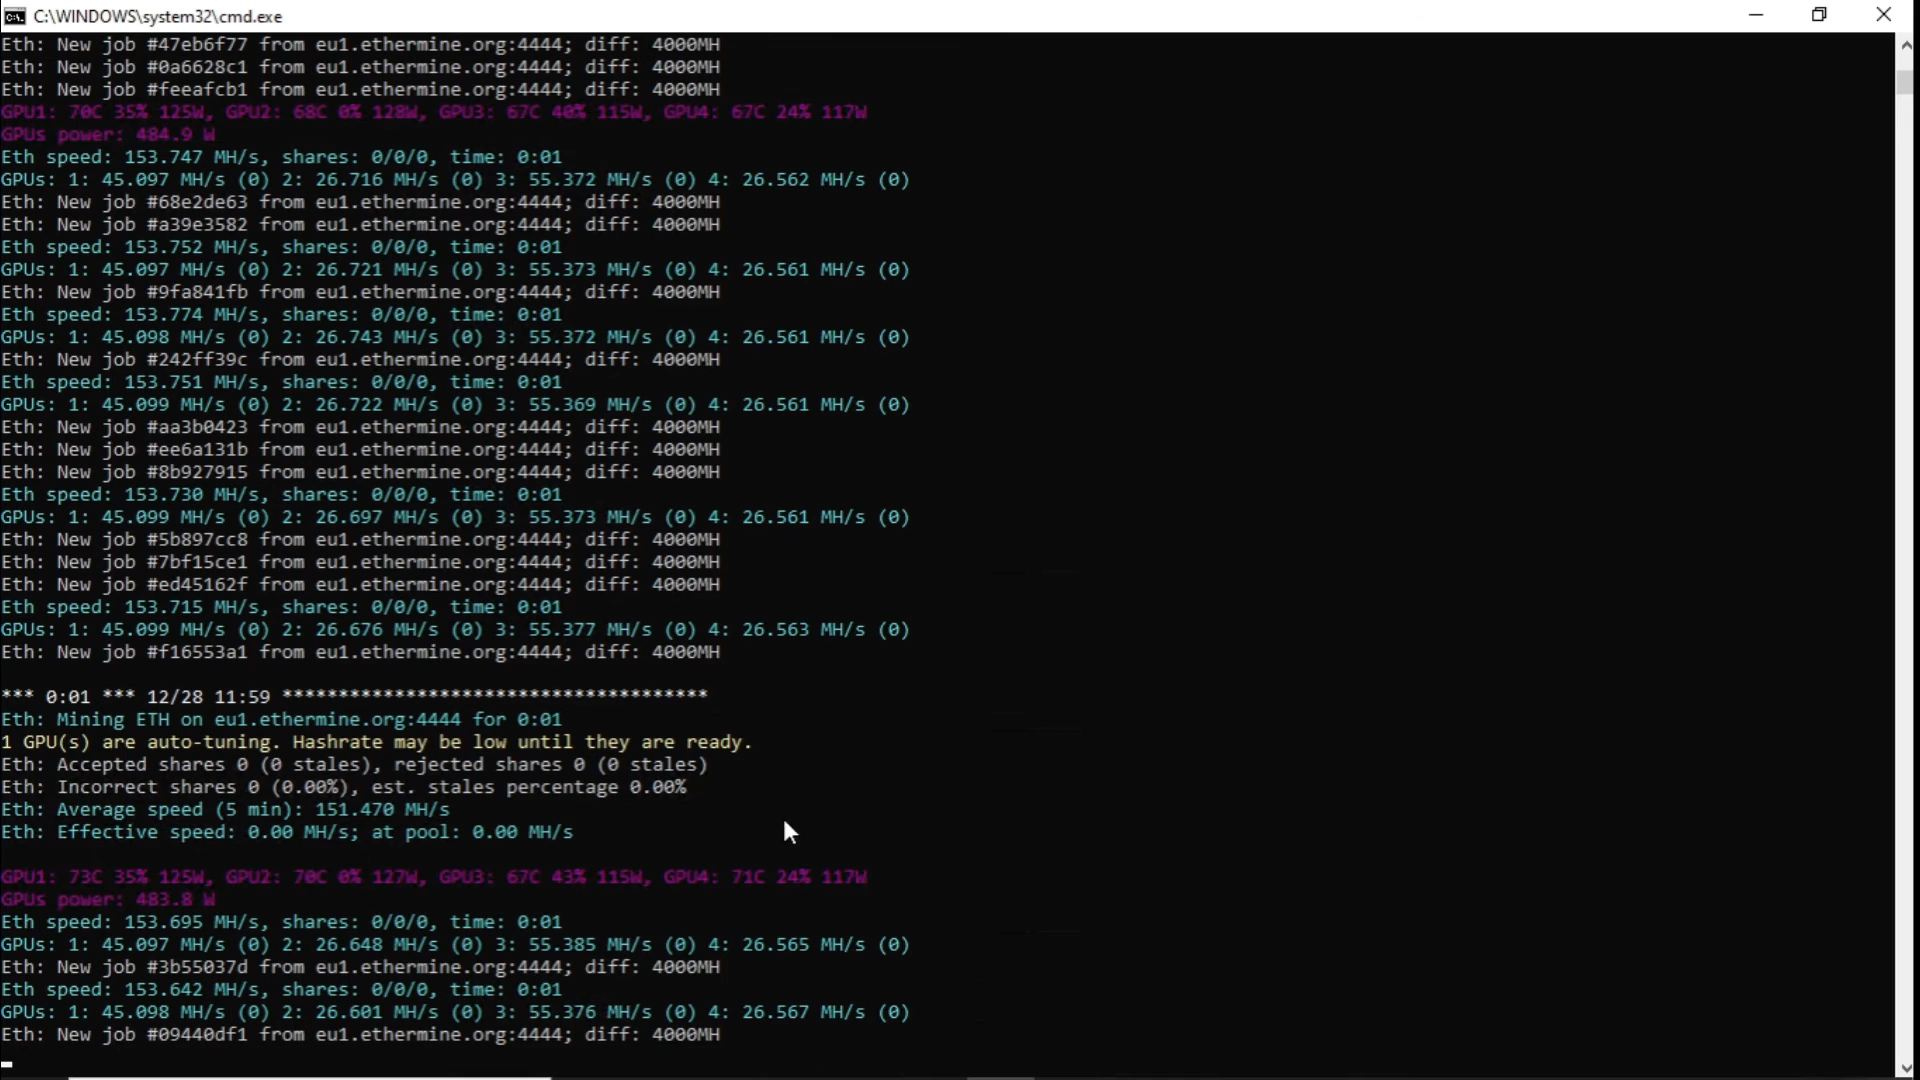 C:\WINDOWS\system32\cmd.exe
Eth: New job #47eb6f77 from eu1.ethermine.org:4444; diff: 4000MH
Eth: New job #0a6628c1 from eu1.ethermine.org:4444; diff: 4000MH
Eth: New job #feeafcb1 from eu1.ethermine.org:4444; diff: 4000MH
GPU1: 70C 35% 125W, GPU2: 68C 0% 128W, GPU3: 67C 40% 115W, GPU4: 67C 24% 117W
GPUs power: 484.9 W
Eth speed: 153.747 MH/s, shares: 0/0/0, time: 0:01
GPUs: 1: 45.097 MH/s (0) 2: 26.716 MH/s (0) 3: 55.372 MH/s (0) 4: 26.562 MH/s (0)
Eth: New job #68e2de63 from eu1.ethermine.org:4444; diff: 4000MH
Eth: New job #a39e3582 from eu1.ethermine.org:4444; diff: 4000MH
Eth speed: 153.752 MH/s, shares: 0/0/0, time: 0:01
GPUs: 1: 45.097 MH/s (0) 2: 26.721 MH/s (0) 3: 55.373 MH/s (0) 4: 26.561 MH/s (0)
Eth: New job #9fa841fb from eu1.ethermine.org:4444; diff: 4000MH
Eth speed: 153.774 MH/s, shares: 0/0/0, time: 0:01
GPUs: 1: 45.098 MH/s (0) 2: 26.743 MH/s (0) 3: 55.372 MH/s (0) 4: 26.561 MH/s (0)
Eth: New job #242ff39c from eu1.ethermine.org:4444; diff: 4000MH
Eth speed: 153.751 MH/s, shares: 0/0/0, time: 0:01
GPUs: 1: 45.099 MH/s (0) 2: 26.722 MH/s (0) 3: 55.369 MH/s (0) 4: 26.561 MH/s (0)
Eth: New job #aa3b0423 from eu1.ethermine.org:4444; diff: 4000MH
Eth: New job #ee6a131b from eu1.ethermine.org:4444; diff: 4000MH
Eth: New job #8b927915 from eu1.ethermine.org:4444; diff: 4000MH
Eth speed: 153.730 MH/s, shares: 0/0/0, time: 0:01
GPUs: 1: 45.099 MH/s (0) 2: 26.697 MH/s (0) 3: 55.373 MH/s (0) 4: 26.561 MH/s (0)
Eth: New job #5b897cc8 from eu1.ethermine.org:4444; diff: 4000MH
Eth: New job #7bf15ce1 from eu1.ethermine.org:4444; diff: 4000MH
Eth: New job #ed45162f from eu1.ethermine.org:4444; diff: 4000MH
Eth speed: 153.715 MH/s, shares: 0/0/0, time: 0:01
GPUs: 1: 45.099 MH/s (0) 2: 26.676 MH/s (0) 3: 55.377 MH/s (0) 4: 26.563 MH/s (0)
Eth: New job #f16553a1 from eu1.ethermine.org:4444; diff: 4000MH
*** 0:01 *** 12/28 11:59 **************************************
Eth: Mining ETH on eu1.ethermine.org:4444 for 0:01
1 GPU(s) are auto-tuning. Hashrate may be low until they are ready.
Eth: Accepted shares 0 (0 stales), rejected shares 0 (0 stales)
Eth: Incorrect shares 0 (0.00%), est. stales percentage 0.00%
Eth: Average speed (5 min): 151.470 MH/s
Eth: Effective speed: 0.00 MH/s; at pool: 0.00 MH/s
GPU1: 73C 35% 125W, GPU2: 70C 0% 127W, GPU3: 67C 43% 115W, GPU4: 71C 24% 117W
GPUs power: 483.8 W
Eth speed: 153.695 MH/s, shares: 0/0/0, time: 0:01
GPUs: 1: 45.097 MH/s (0) 2: 26.648 MH/s (0) 3: 55.385 MH/s (0) 4: 26.565 MH/s (0)
Eth: New job #3b55037d from eu1.ethermine.org:4444; diff: 4000MH
Eth speed: 153.642 MH/s, shares: 0/0/0, time: 0:01
GPUs: 1: 45.098 MH/s (0) 2: 26.601 MH/s (0) 3: 55.376 MH/s (0) 4: 26.567 MH/s (0)
Eth: New job #09440df1 from eu1.ethermine.org:4444; diff: 4000MH